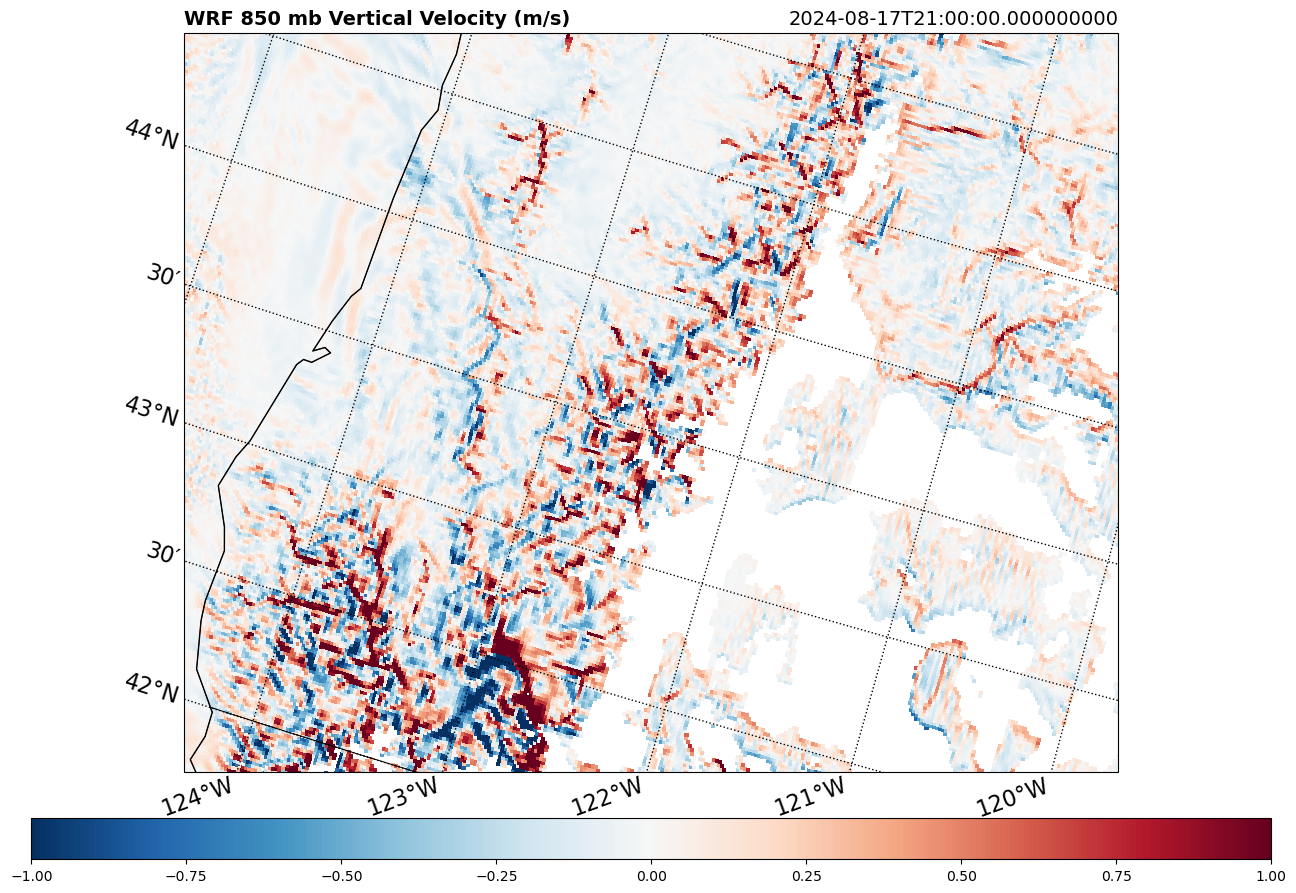 WRF 850 mb Vertical Velocity (m/s) 2024-08-17T21:00:00.000000000
44°N
30′
43°N
30′
42°N
124°W 123°W 122°W 121°W 120°W
−1.00 −0.75 −0.50 −0.25 0.00 0.25 0.50 0.75 1.00